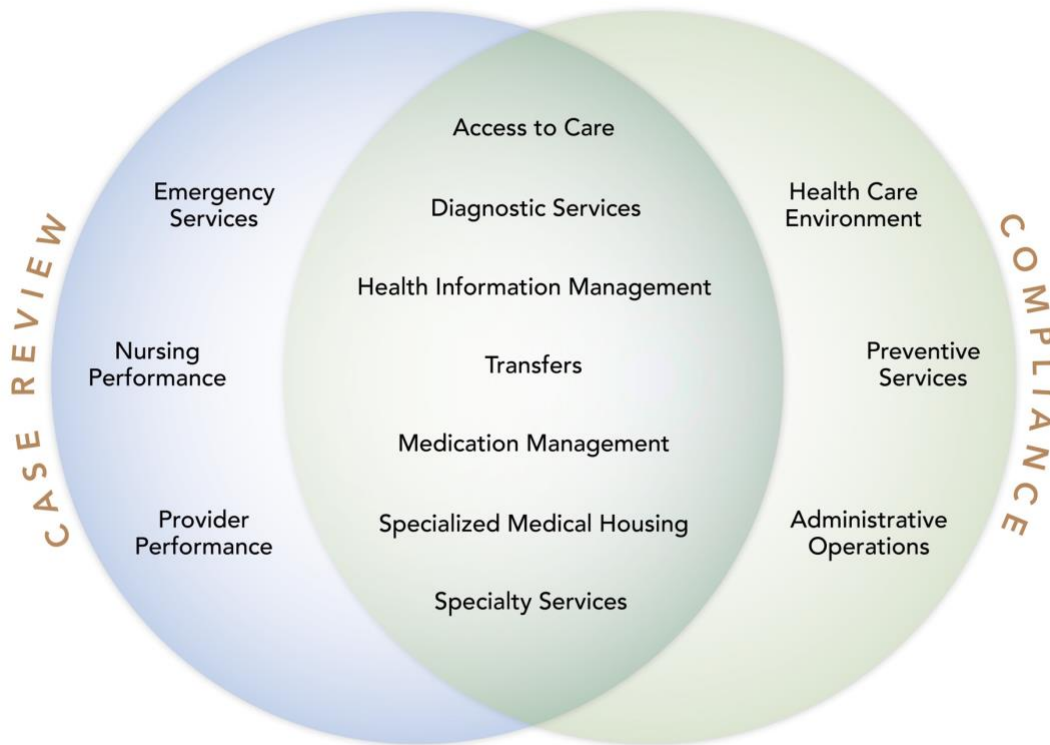 CASE REVIEW
Emergency
Services
Nursing
Performance
Provider
Performance
Access to Care
Diagnostic Services
Health Information Management
Transfers
Medication Management
Specialized Medical Housing
Specialty Services
Health Care
Environment
Preventive
Services
Administrative
Operations
COMPLIANCE